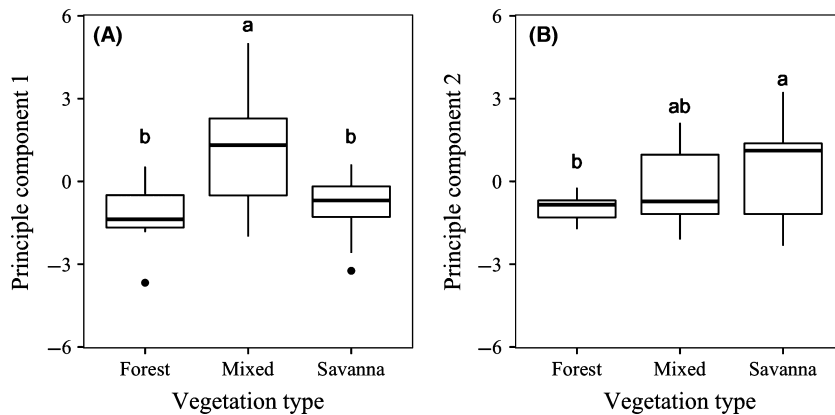 (A)
Principle component 1
6
3
0
−3
−6
b
a
b
Forest Mixed Savanna
Vegetation type
(B)
Principle component 2
6
3
0
−3
−6
b
ab
a
Forest Mixed Savanna
Vegetation type